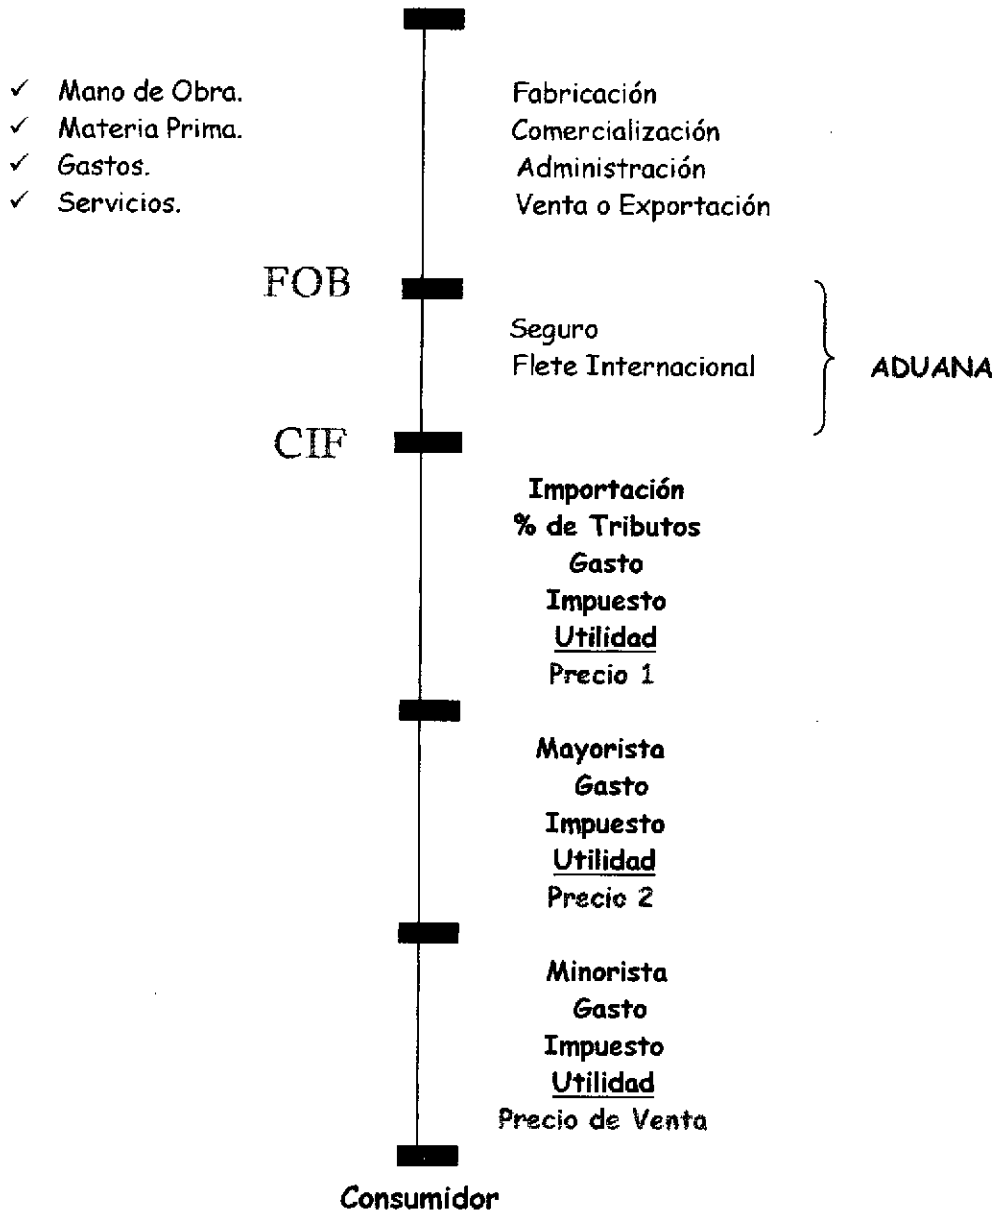 ✓ Mano de Obra.
✓ Materia Prima.
✓ Gastos.
✓ Servicios.
Fabricación
Comercialización
Administración
Venta o Exportación
FOB
Seguro
Flete Internacional
ADUANA
CIF
Importación
% de Tributos
Gasto
Impuesto
Utilidad
Precio 1
Mayorista
Gasto
Impuesto
Utilidad
Precio 2
Minorista
Gasto
Impuesto
Utilidad
Precio de Venta
Consumidor